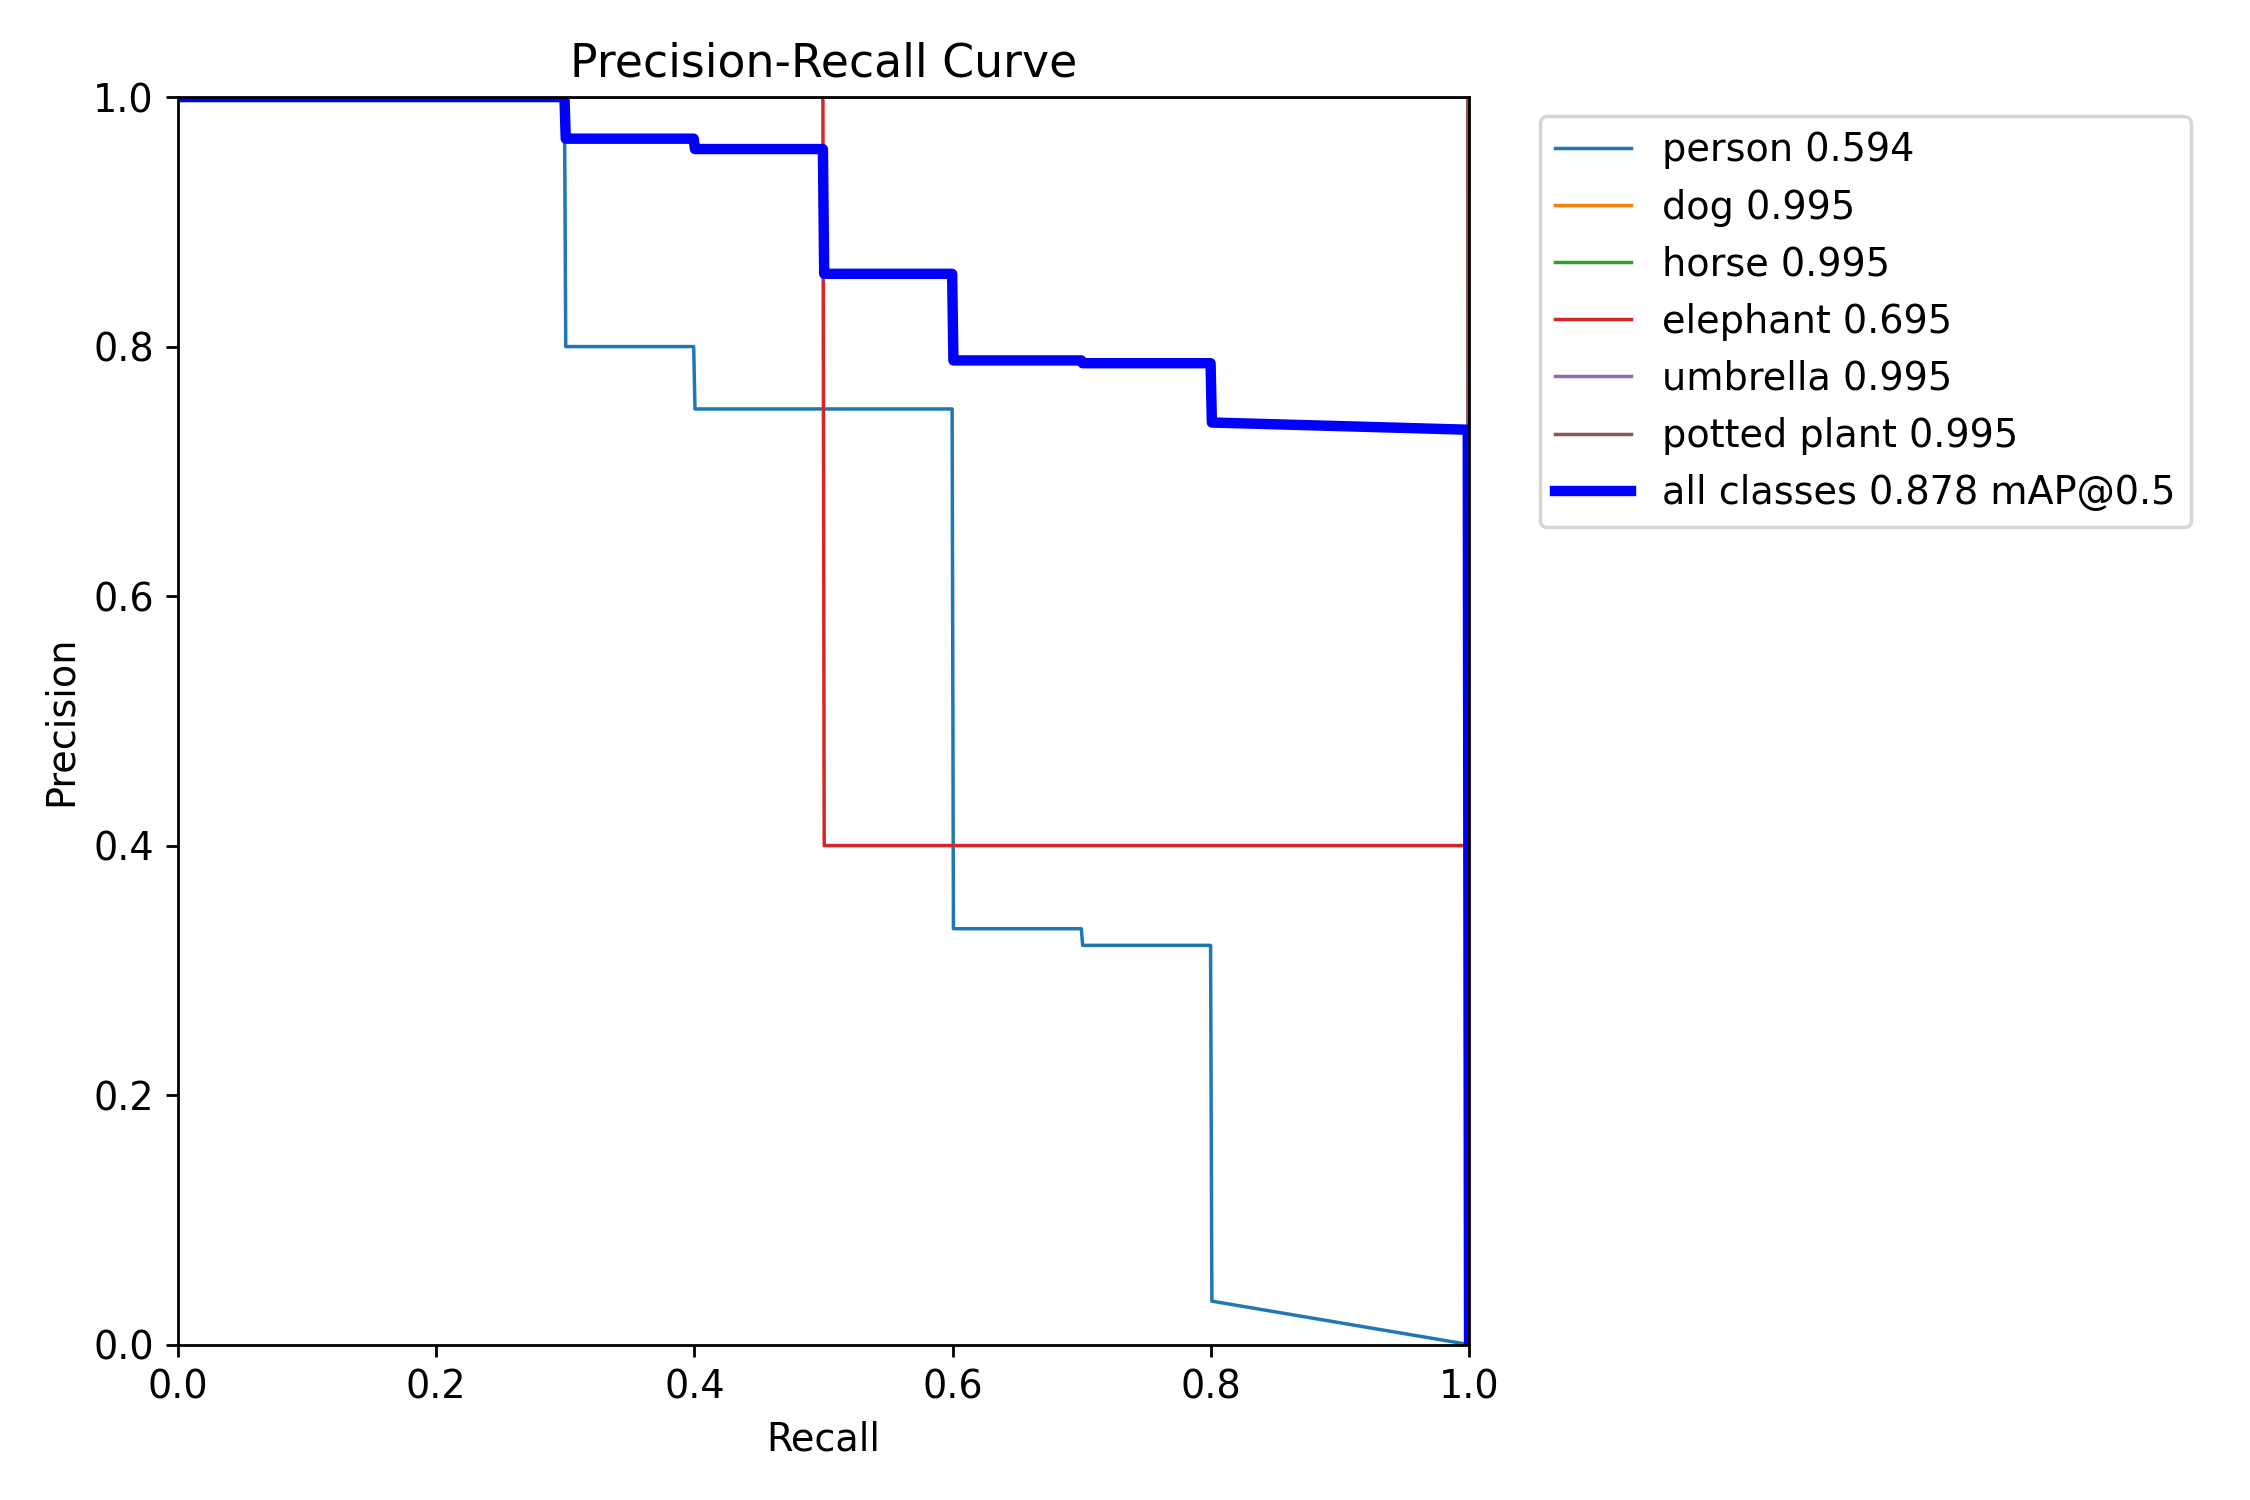 Precision-Recall Curve
1.0
0.8
0.6
0.4
0.2
0.0
Precision
0.0 0.2 0.4 0.6 0.8 1.0
Recall
person 0.594
dog 0.995
horse 0.995
elephant 0.695
umbrella 0.995
potted plant 0.995
all classes 0.878 mAP@0.5